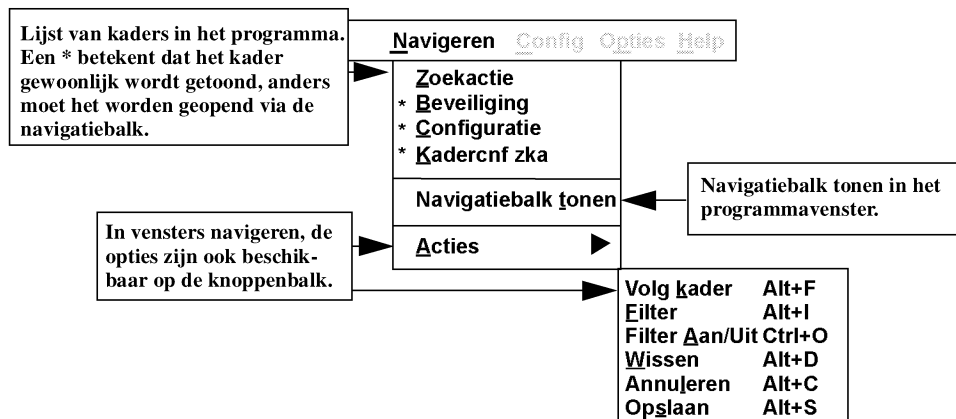 Lijst van kaders in het programma.
Een * betekent dat het kader
gewoonlijk wordt getoond, anders
moet het worden geopend via de
navigatiebalk.
Navigeren Config Opties Help
Zoekactie
* Beveiliging
* Configuratie
* Kadercnf zka
Navigatiebalk tonen
Acties
Navigatiebalk tonen in het
programmavenster.
In vensters navigeren, de
opties zijn ook beschik-
baar op de knoppenbalk.
Volg kader Alt+F
Filter Alt+I
Filter Aan/Uit Ctrl+O
Wissen Alt+D
Annuleren Alt+C
Opslaan Alt+S